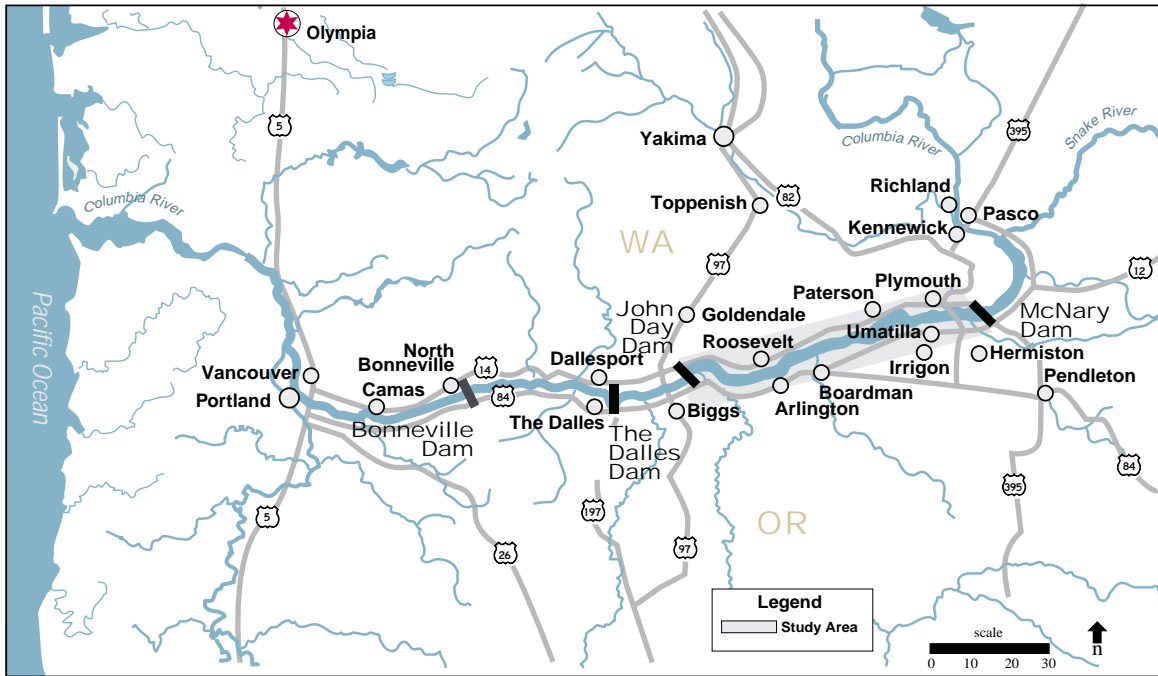 Olympia
5
395
Columbia River
Snake River
Yakima
Richland
Columbia River
Toppenish
82
Pasco
Kennewick
WA
97
12
Plymouth
Pacific Ocean
John
Day
Dam
Goldendale
Paterson
McNary
Dam
Roosevelt
Umatilla
North
Bonneville
14
Dallesport
Irrigon
Hermiston
Vancouver
Camas
84
Pendleton
Portland
Boardman
Bonneville
Dam
The Dalles
The
Dalles
Dam
Biggs
Arlington
84
5
197
OR
395
26
97
Legend
Study Area
scale
0 10 20 30
n